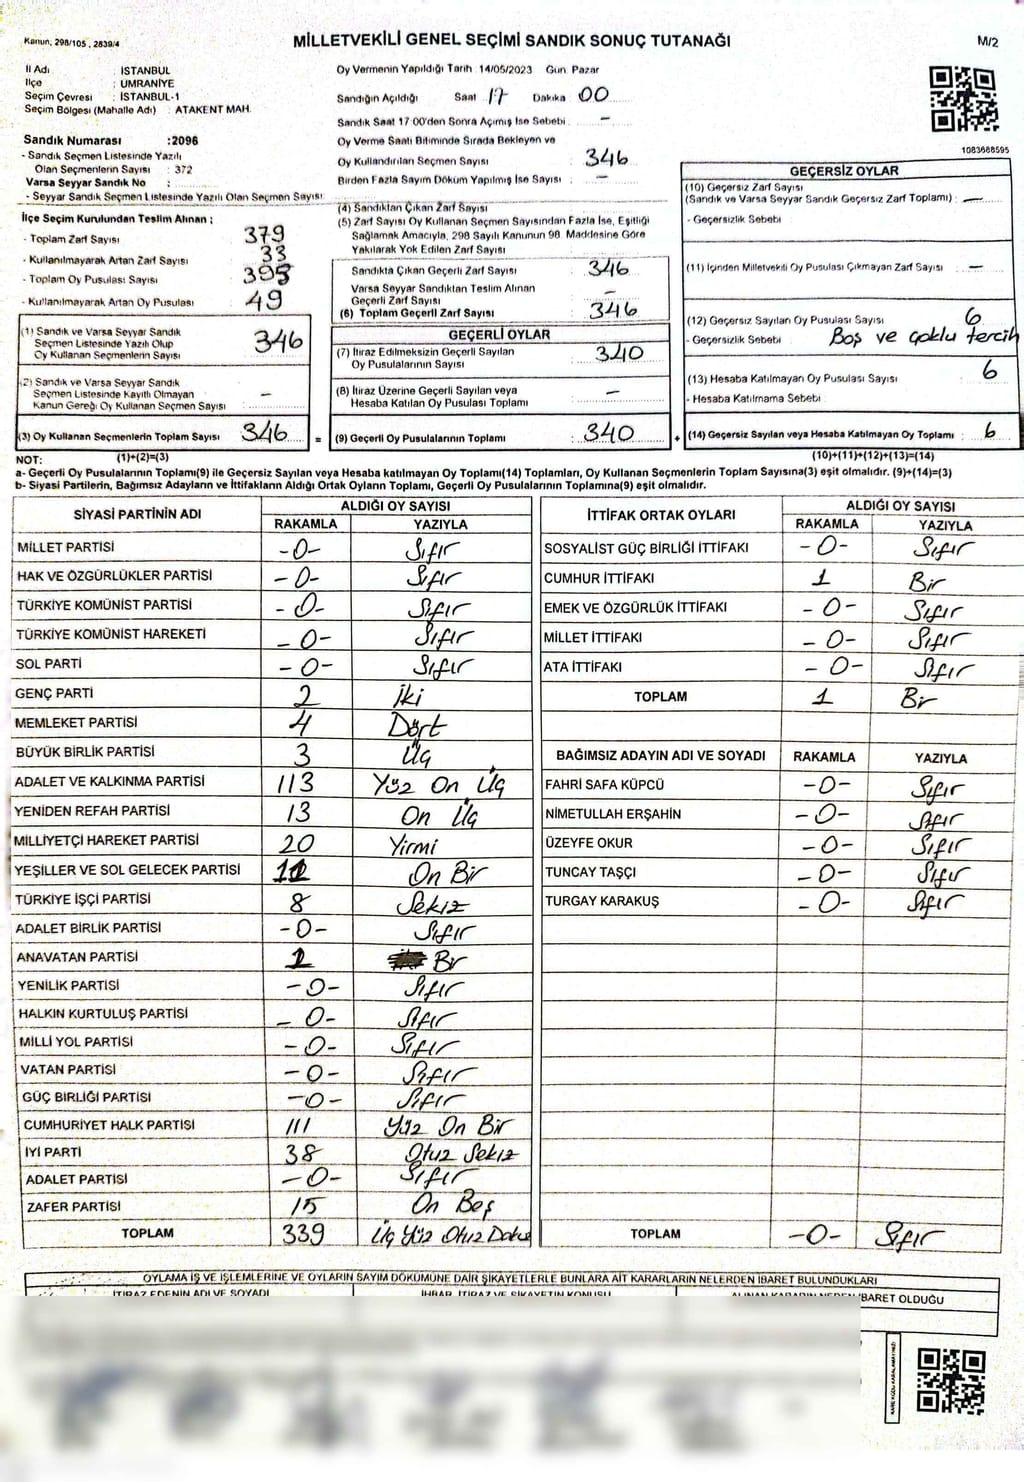 Kanun, 298/105 , 2839/4
MİLLETVEKİLİ GENEL SEÇİMİ SANDIK SONUÇ TUTANAĞI
M/2
İl Adı : İSTANBUL
İlçe : ÜMRANİYE
Seçim Çevresi : İSTANBUL-1
Seçim Bölgesi (Mahalle Adı) : ATAKENT MAH.
Sandık Numarası :2096
- Sandık Seçmen Listesinde Yazılı
Olan Seçmenlerin Sayısı : 372
Varsa Seyyar Sandık No :
- Seyyar Sandık Seçmen Listesinde Yazılı Olan Seçmen Sayısı:
İlçe Seçim Kurulundan Teslim Alınan :
- Toplam Zarf Sayısı : 379
- Kullanılmayarak Artan Zarf Sayısı : 33
- Toplam Oy Pusulası Sayısı : 395
- Kullanılmayarak Artan Oy Pusulası : 49
(1) Sandık ve Varsa Seyyar Sandık
Seçmen Listesinde Yazılı Olup
Oy Kullanan Seçmenlerin Sayısı : 346
(2) Sandık ve Varsa Seyyar Sandık
Seçmen Listesinde Kayıtlı Olmayan
Kanun Gereği Oy Kullanan Seçmen Sayısı : -
(3) Oy Kullanan Seçmenlerin Toplam Sayısı : 346 =
Oy Vermenin Yapıldığı Tarih 14/05/2023 Gün Pazar
Sandığın Açıldığı Saat 17 Dakika 00
Sandık Saat 17:00'den Sonra Açımış İse Sebebi : -
Oy Verme Saati Bitiminde Sırada Bekleyen ve
Oy Kullandırılan Seçmen Sayısı : 346
Birden Fazla Sayım Döküm Yapılmış İse Sayısı : -
(4) Sandıktan Çıkan Zarf Sayısı :
(5) Zarf Sayısı Oy Kullanan Seçmen Sayısından Fazla İse, Eşitliği
Sağlamak Amacıyla, 298 Sayılı Kanunun 98 Maddesine Göre
Yakılarak Yok Edilen Zarf Sayısı :
Sandıkta Çıkan Geçerli Zarf Sayısı : 346
Varsa Seyyar Sandıktan Teslim Alınan
Geçerli Zarf Sayısı : -
(6) Toplam Geçerli Zarf Sayısı : 346
GEÇERLİ OYLAR
(7) İtiraz Edilmeksizin Geçerli Sayılan
Oy Pusulasının Sayısı : 340
(8) İtiraz Üzerine Geçerli Sayılan veya
Hesaba Katılan Oy Pusulası Toplamı : -
(9) Geçerli Oy Pusulalarının Toplamı : 340 +
1083688595
GEÇERSİZ OYLAR
(10) Geçersiz Zarf Sayısı
(Sandık ve Varsa Seyyar Sandık Geçersiz Zarf Toplamı) : -
- Geçersizlik Sebebi :
(11) İçinden Milletvekili Oy Pusulası Çıkmayan Zarf Sayısı : -
(12) Geçersiz Sayılan Oy Pusulası Sayısı : 6
- Geçersizlik Sebebi : Boş ve çoklu tercih
(13) Hesaba Katılmayan Oy Pusulası Sayısı : 6
- Hesaba Katılmama Sebebi :
(14) Geçersiz Sayılan veya Hesaba Katılmayan Oy Toplamı : 6
NOT: (1)+(2)=(3) (10)+(11)+(12)+(13)=(14)
a- Geçerli Oy Pusulalarının Toplamı(9) ile Geçersiz Sayılan veya Hesaba katılmayan Oy Toplamı(14) Toplamları, Oy Kullanan Seçmenlerin Toplam Sayısına(3) eşit olmalıdır. (9)+(14)=(3)
b- Siyasi Partilerin, Bağımsız Adayların ve İttifakların Aldığı Ortak Oyların Toplamı, Geçerli Oy Pusulalarının Toplamına(9) eşit olmalıdır.
SİYASİ PARTİNİN ADI ALDIĞI OY SAYISI
RAKAMLA YAZIYLA
MİLLET PARTİSİ -0- Sıfır
HAK VE ÖZGÜRLÜKLER PARTİSİ -0- Sıfır
TÜRKİYE KOMÜNİST PARTİSİ -0- Sıfır
TÜRKİYE KOMÜNİST HAREKETİ -0- Sıfır
SOL PARTİ -0- Sıfır
GENÇ PARTİ 2 İki
MEMLEKET PARTİSİ 4 Dört
BÜYÜK BİRLİK PARTİSİ 3 Üç
ADALET VE KALKINMA PARTİSİ 113 Yüz On Üç
YENİDEN REFAH PARTİSİ 13 On Üç
MİLLİYETÇİ HAREKET PARTİSİ 20 Yirmi
YEŞİLLER VE SOL GELECEK PARTİSİ 11 On Bir
TÜRKİYE İŞÇİ PARTİSİ 8 Sekiz
ADALET BİRLİK PARTİSİ -0- Sıfır
ANAVATAN PARTİSİ 1 Bir
YENİLİK PARTİSİ -0- Sıfır
HALKIN KURTULUŞ PARTİSİ -0- Sıfır
MİLLİ YOL PARTİSİ -0- Sıfır
VATAN PARTİSİ -0- Sıfır
GÜÇ BİRLİĞİ PARTİSİ -0- Sıfır
CUMHURİYET HALK PARTİSİ 111 Yüz On Bir
İYİ PARTİ 38 Otuz Sekiz
ADALET PARTİSİ -0- Sıfır
ZAFER PARTİSİ 15 On Beş
TOPLAM 339 Üç Yüz Otuz Doku
İTTİFAK ORTAK OYLARI ALDIĞI OY SAYISI
RAKAMLA YAZIYLA
SOSYALİST GÜÇ BİRLİĞİ İTTİFAKI -0- Sıfır
CUMHUR İTTİFAKI 1 Bir
EMEK VE ÖZGÜRLÜK İTTİFAKI -0- Sıfır
MİLLET İTTİFAKI -0- Sıfır
ATA İTTİFAKI -0- Sıfır
TOPLAM 1 Bir
BAĞIMSIZ ADAYIN ADI VE SOYADI RAKAMLA YAZIYLA
FAHRİ SAFA KÜPCÜ -0- Sıfır
NİMETULLAH ERŞAHİN -0- Sıfır
ÜZEYFE OKUR -0- Sıfır
TUNCAY TAŞÇI -0- Sıfır
TURGAY KARAKUŞ -0- Sıfır
TOPLAM -0- Sıfır
OYLAMA İŞ VE İŞLEMLERİNE VE OYLARIN SAYIM DÖKÜMÜNE DAİR ŞİKAYETLERLE BUNLARA AİT KARARLARIN NELERDEN İBARET BULUNDUKLARI
İTİRAZ EDENİN ADI VE SOYADI İHBAR, İTİRAZ VE ŞİKAYETİN KONUSU ALINAN KARARIN NEDEN İBARET OLDUĞU